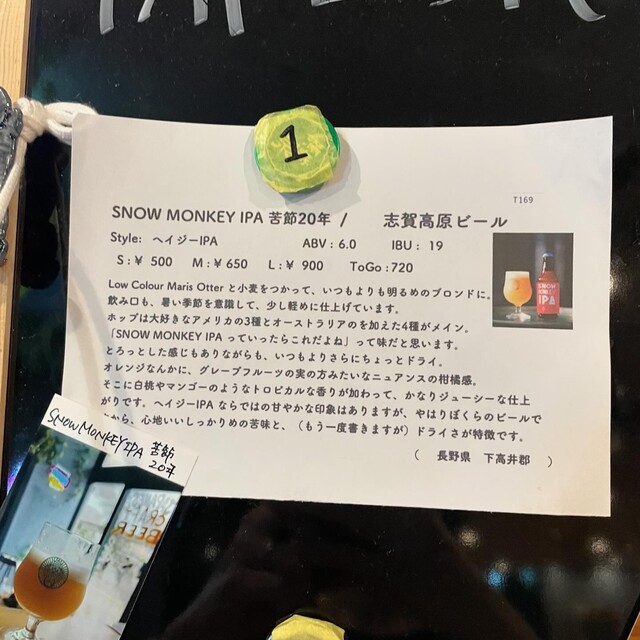 1
T169
SNOW MONKEY IPA 苦節20年 / 志賀高原ビール
Style: ヘイジーIPA ABV : 6.0 IBU : 19
S : ¥ 500 M : ¥ 650 L : ¥ 900 ToGo : 720
Low Colour Maris Otter と小麦をつかって、いつもよりも明るめのブロンドに。
飲み口も、暑い季節を意識して、少し軽めに仕上げています。
ホップは大好きなアメリカの3種とオーストラリアのを加えた4種がメイン。
「SNOW MONKEY IPA っていったらこれだよね」って味だと思います。
とろっとした感じもありながらも、いつもよりさらにちょっとドライ。
オレンジなんかに、グレープフルーツの実の方みたいなニュアンスの柑橘感。
そこに白桃やマンゴーのようなトロピカルな香りが加わって、かなりジューシーな仕上
がりです。ヘイジーIPA ならではの甘やかな印象はありますが、やはりぼくらのビールで
から、心地いいしっかりめの苦味と、（もう一度書きますが）ドライさが特徴です。
（ 長野県 下高井郡 ）
SNOW MONKEY IPA
IPA
SNOW MONKEY IPA 苦節
20年
CRAFT
BEER